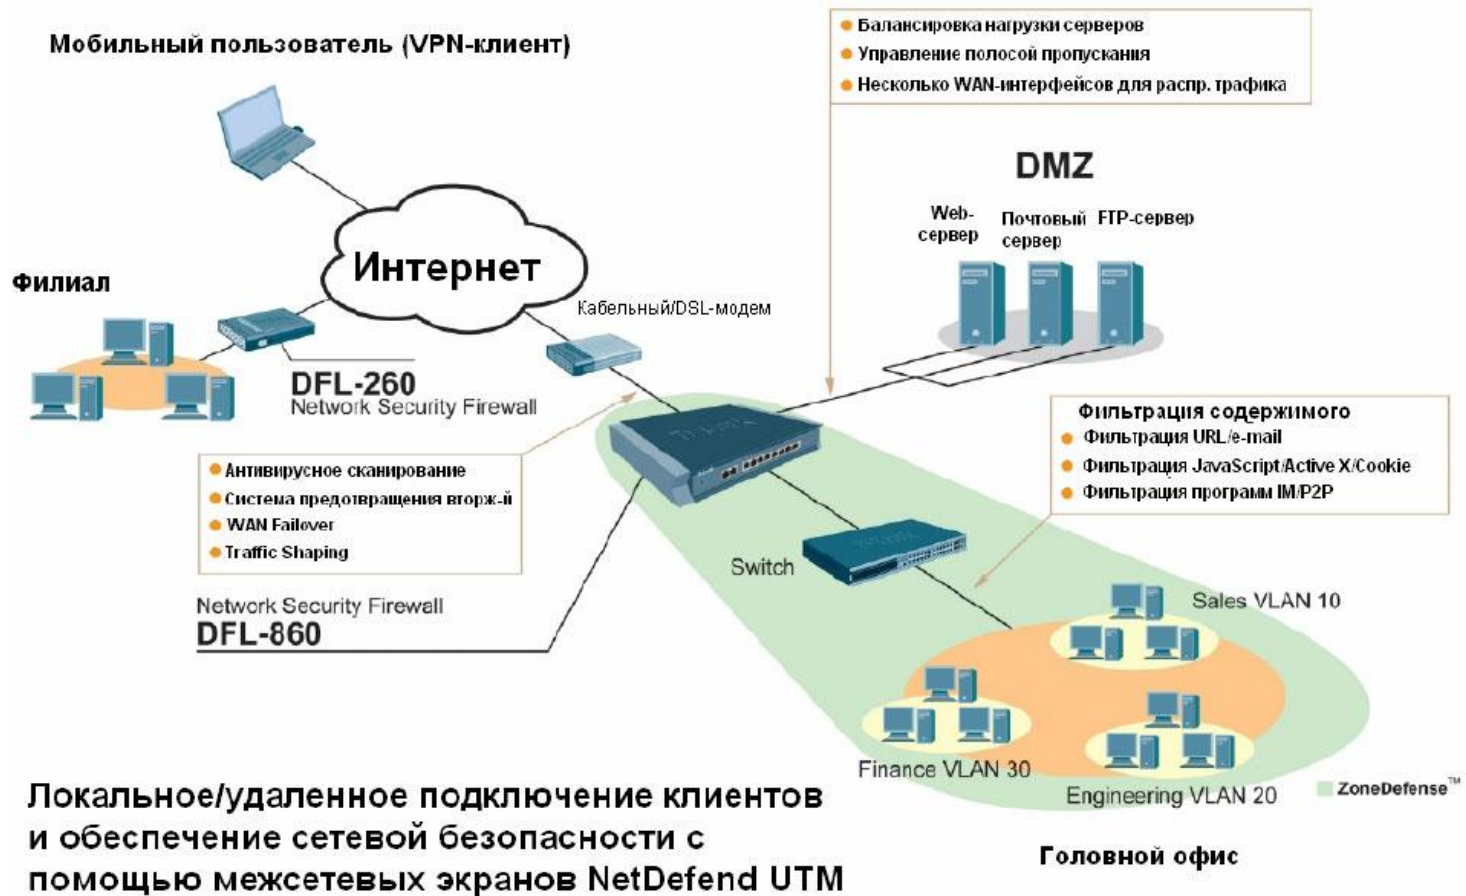 Мобильный пользователь (VPN-клиент)
Балансировка нагрузки серверов
Управление полосой пропускания
Несколько WAN-интерфейсов для распр. трафика
DMZ
Web-
сервер
Почтовый
сервер
FTP-сервер
Интернет
Филиал
Кабельный/DSL-модем
DFL-260
Network Security Firewall
Фильтрация содержимого
Фильтрация URL/e-mail
Фильтрация JavaScript/Active X/Cookie
Фильтрация программ IM/P2P
Антивирусное сканирование
Система предотвращения вторж-й
WAN Failover
Traffic Shaping
Switch
Network Security Firewall
DFL-860
Sales VLAN 10
Finance VLAN 30
Engineering VLAN 20
ZoneDefense™
Головной офис
Локальное/удаленное подключение клиентов
и обеспечение сетевой безопасности с
помощью межсетевых экранов NetDefend UTM